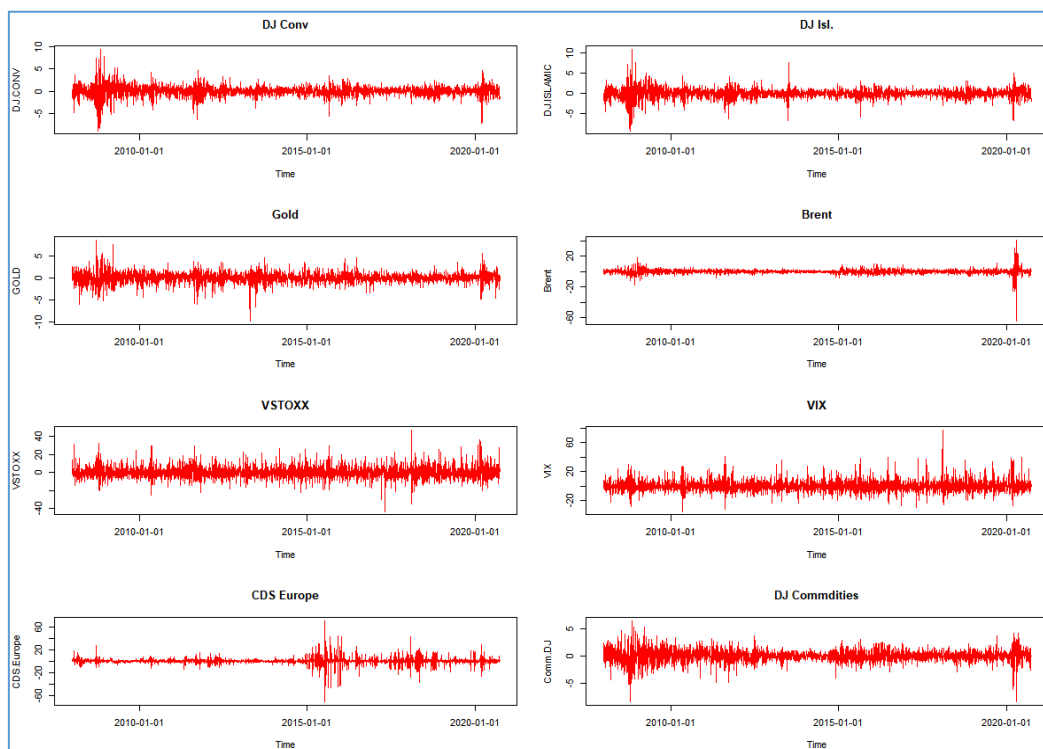 DJ Conv
DJ.CONV
10
5
0
-5
2010-01-01 2015-01-01 2020-01-01
Time
DJ Isl.
DJ.ISLAMIC
10
5
0
-5
2010-01-01 2015-01-01 2020-01-01
Time
Gold
GOLD
5
0
-5
-10
2010-01-01 2015-01-01 2020-01-01
Time
Brent
Brent
20
-20
-60
2010-01-01 2015-01-01 2020-01-01
Time
VSTOXX
VSTOXX
40
20
0
-40
2010-01-01 2015-01-01 2020-01-01
Time
VIX
VIX
60
20
-20
2010-01-01 2015-01-01 2020-01-01
Time
CDS Europe
CDS.Europe
60
20
-20
-60
2010-01-01 2015-01-01 2020-01-01
Time
DJ Commdities
Comm.DJ
5
0
-5
2010-01-01 2015-01-01 2020-01-01
Time